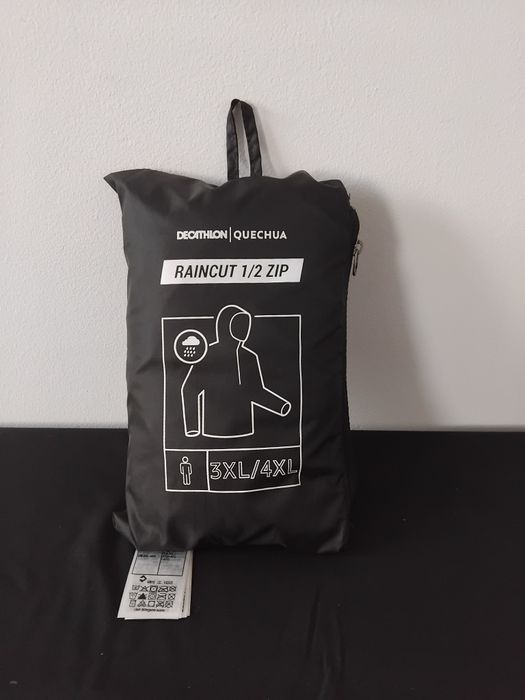 DECATHLON | QUECHUA
RAINCUT 1/2 ZIP
3XL/4XL